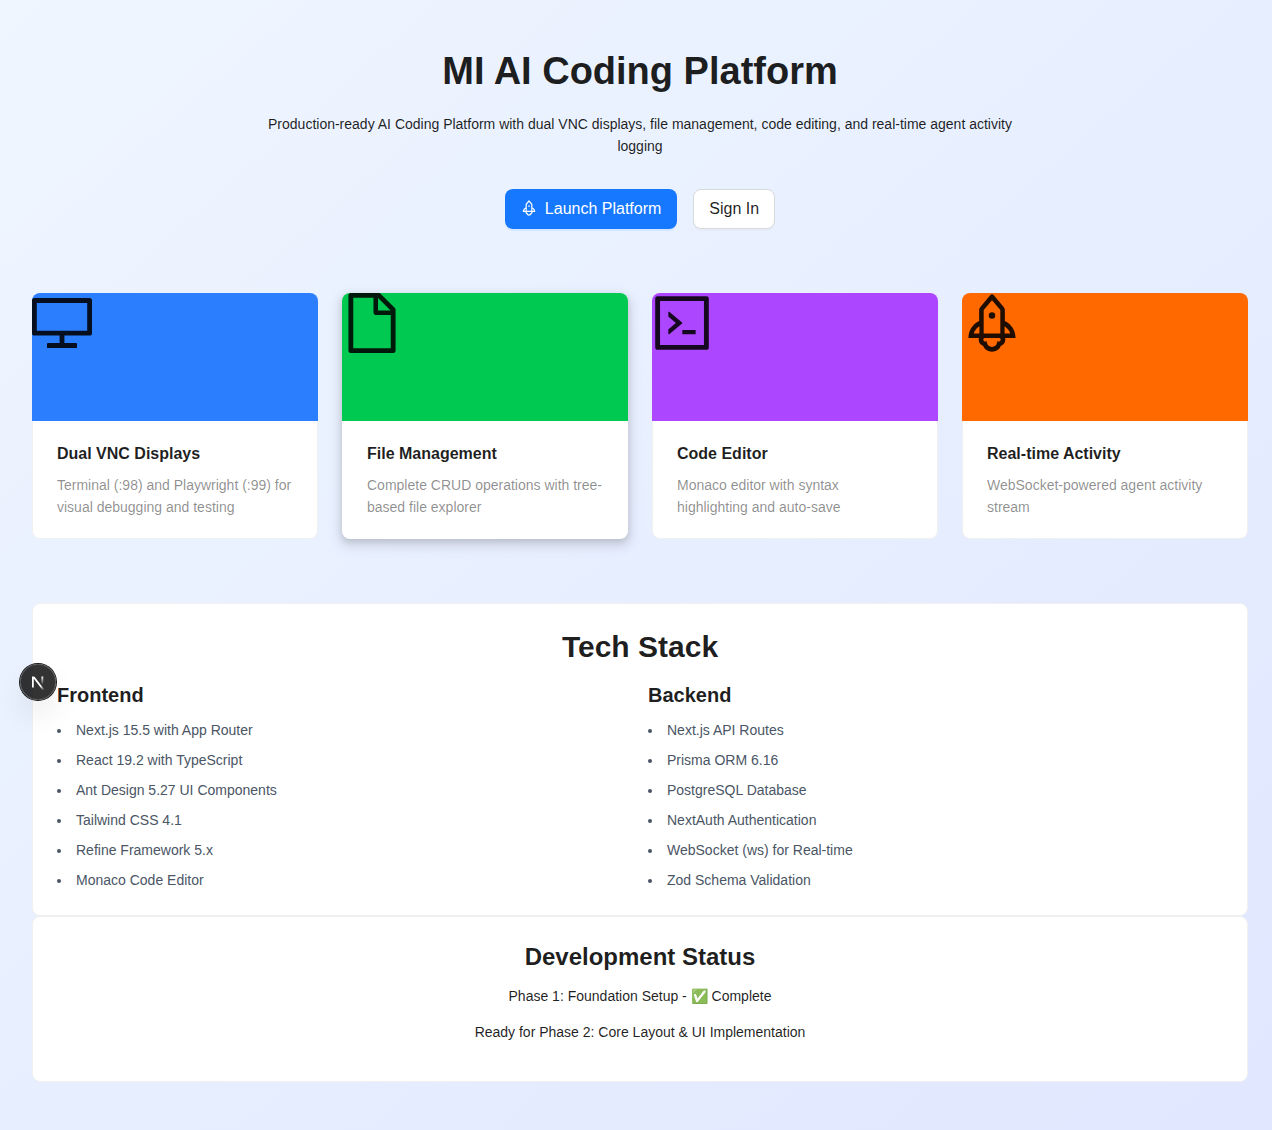 MI AI Coding Platform
Production-ready AI Coding Platform with dual VNC displays, file management, code editing, and real-time agent activity
logging
Launch Platform
Sign In
Dual VNC Displays
Terminal (:98) and Playwright (:99) for
visual debugging and testing
File Management
Complete CRUD operations with tree-
based file explorer
Code Editor
Monaco editor with syntax
highlighting and auto-save
Real-time Activity
WebSocket-powered agent activity
stream
Tech Stack
N
Frontend
• Next.js 15.5 with App Router
• React 19.2 with TypeScript
• Ant Design 5.27 UI Components
• Tailwind CSS 4.1
• Refine Framework 5.x
• Monaco Code Editor
Backend
• Next.js API Routes
• Prisma ORM 6.16
• PostgreSQL Database
• NextAuth Authentication
• WebSocket (ws) for Real-time
• Zod Schema Validation
Development Status
Phase 1: Foundation Setup - ✅ Complete
Ready for Phase 2: Core Layout & UI Implementation